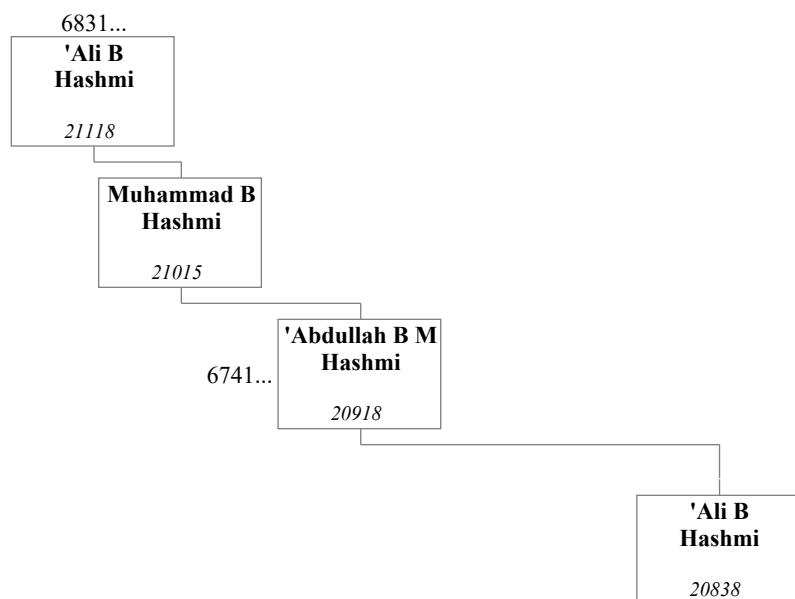 6831...
'Ali B
Hashmi
21118
Muhammad B
Hashmi
21015
'Abdullah B M
Hashmi
6741...
20918
'Ali B
Hashmi
20838